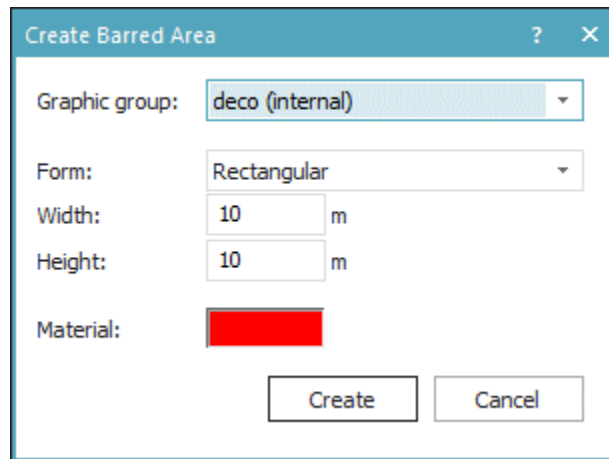 Create Barred Area ? ×
Graphic group: deco (internal)
Form: Rectangular
Width: 10 m
Height: 10 m
Material:
Create Cancel